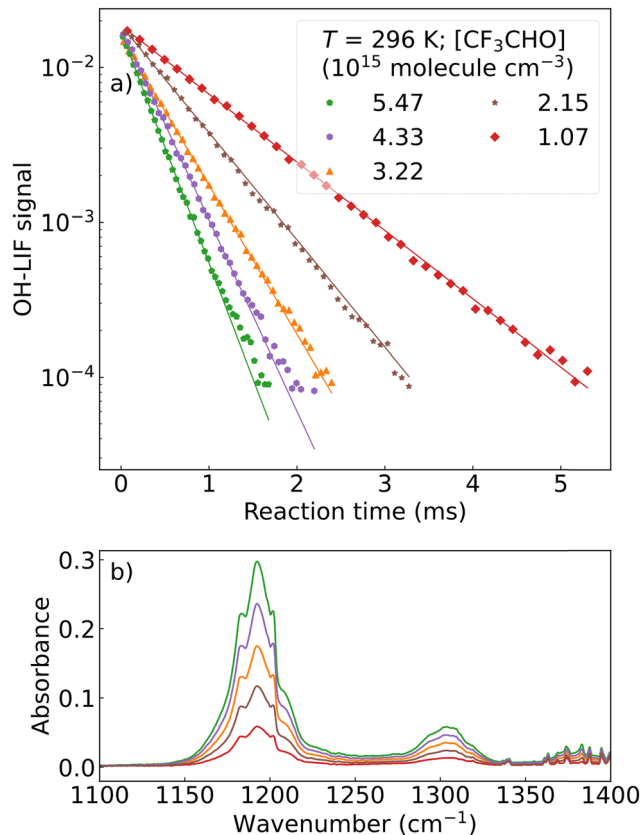 a)
T = 296 K; [CF₃CHO]
(10¹⁵ molecule cm⁻³)
5.47 2.15
4.33 1.07
3.22
10⁻²
10⁻³
10⁻⁴
OH-LIF signal
0 1 2 3 4 5
Reaction time (ms)
b)
0.3
0.2
0.1
0.0
Absorbance
1100 1150 1200 1250 1300 1350 1400
Wavenumber (cm⁻¹)